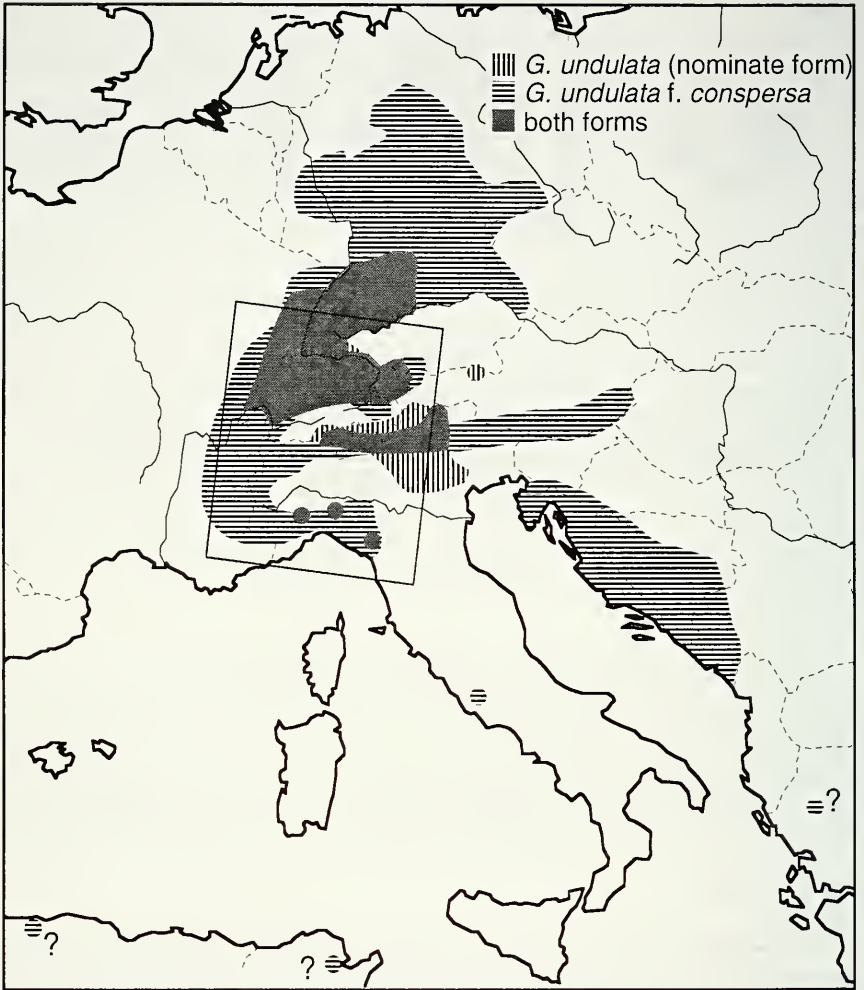 G. undulata (nominate form)
G. undulata f. conspersa
both forms
?
?
?